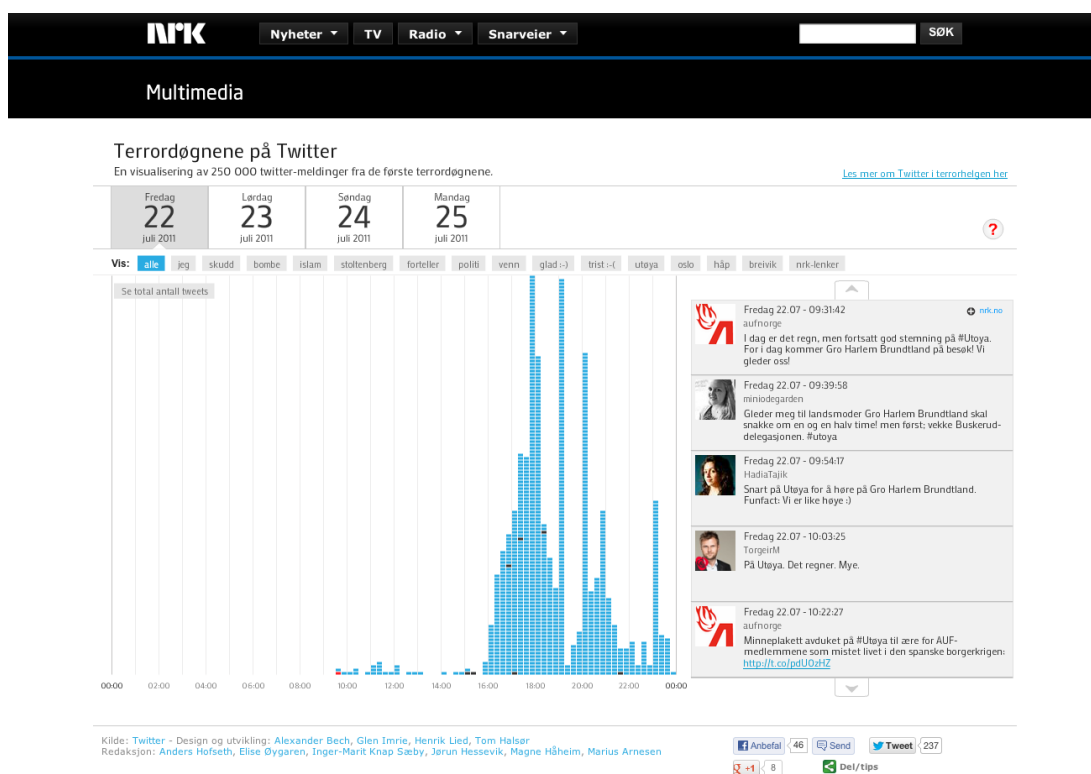 NRK
Nyheter TV Radio Snarveier SØK
Multimedia
Terrordøgnene på Twitter
En visualisering av 250 000 twitter-meldinger fra de første terrordøgnene.
Les mer om Twitter i terrorhelgen her
Fredag
22
juli 2011
Lørdag
23
juli 2011
Søndag
24
juli 2011
Mandag
25
juli 2011
?
Vis: alle jeg skudd bombe islam stoltenberg forteller politi venn glad :-) trist :-( utøya oslo håp breivik nrk-lenker
Se total antall tweets
00:00 02:00 04:00 06:00 08:00 10:00 12:00 14:00 16:00 18:00 20:00 22:00 00:00
Fredag 22.07 - 09:31:42 nrk.no
aufnorge
I dag er det regn, men fortsatt god stemning på #Utoya.
For i dag kommer Gro Harlem Brundtland på besøk! Vi
gleder oss!
Fredag 22.07 - 09:39:58
miniodegarden
Gleder meg til landsmoder Gro Harlem Brundtland skal
snakke om en og en halv time! men først; vekke Buskerud-
delegasjonen. #utoya
Fredag 22.07 - 09:54:17
HadiaTajik
Snart på Utøya for å høre på Gro Harlem Brundtland.
Funfact: Vi er like høye :)
Fredag 22.07 - 10:03:25
TorgeirM
På Utøya. Det regner. Mye.
Fredag 22.07 - 10:22:27
aufnorge
Minneplakett avduket på #Utøya til ære for AUF-
medlemmene som mistet livet i den spanske borgerkrigen:
http://t.co/pdUOzHZ
Kilde: Twitter - Design og utvikling: Alexander Bech, Glen Imrie, Henrik Lied, Tom Halsør
Redaksjon: Anders Hofseth, Elise Øygaren, Inger-Marit Knap Sæby, Jørun Hessevik, Magne Håheim, Marius Arnesen
Anbefal 46 Send Tweet 237
+1 8 Del/tips